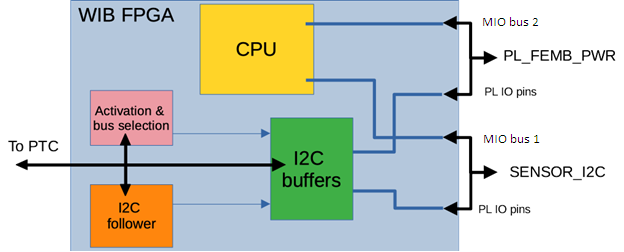 WIB FPGA
MIO bus 2
CPU
PL_FEMB_PWR
PL IO pins
Activation &
bus selection
To PTC
MIO bus 1
I2C
buffers
SENSOR_I2C
I2C
follower
PL IO pins